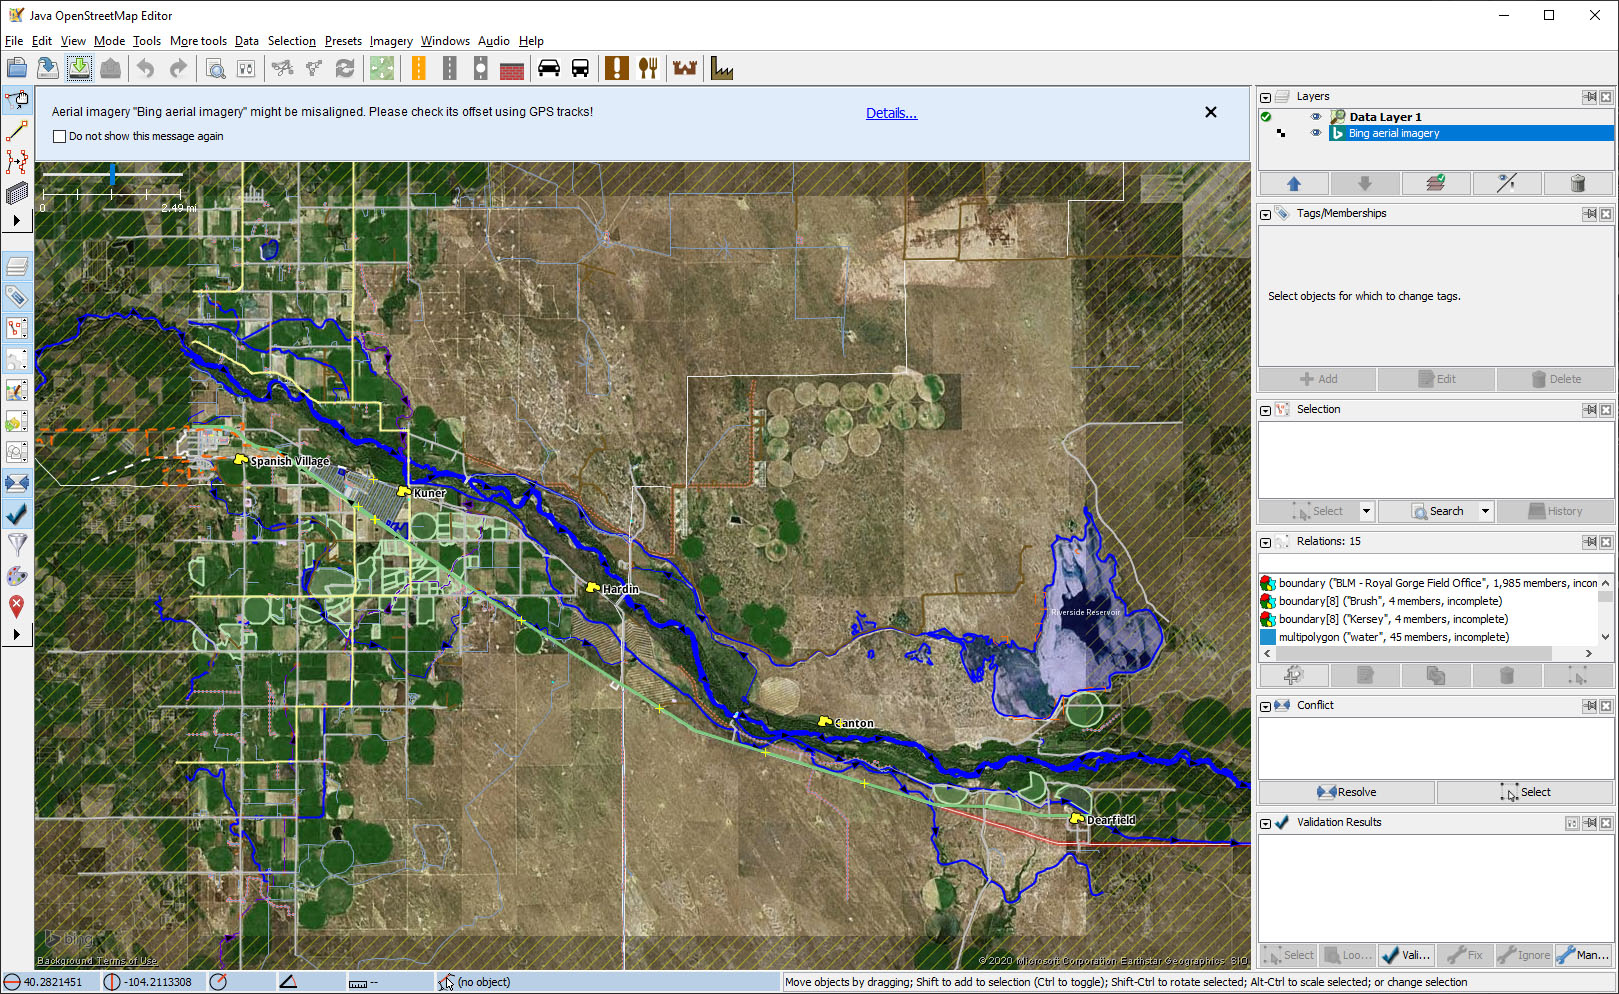 Java OpenStreetMap Editor
File Edit View Mode Tools More tools Data Selection Presets Imagery Windows Audio Help
Aerial imagery "Bing aerial imagery" might be misaligned. Please check its offset using GPS tracks!
Details...
Do not show this message again
0
2.49 mi
Spanish Village
Kuner
Hardin
Riverside Reservoir
Canton
Dearfield
bing
Background Terms of Use
© 2020 Microsoft Corporation Earthstar Geographics SIO
Layers
Data Layer 1
Bing aerial imagery
Tags/Memberships
Select objects for which to change tags.
Add Edit Delete
Selection
Select Search History
Relations: 15
boundary ("BLM - Royal Gorge Field Office", 1,985 members, incom
boundary[8] ("Brush", 4 members, incomplete)
boundary[8] ("Kersey", 4 members, incomplete)
multipolygon ("water", 45 members, incomplete)
Conflict
Resolve Select
Validation Results
Select Loo... Vali... Fix Ignore Man...
40.2821451 -104.2113308 -- (no object) Move objects by dragging; Shift to add to selection (Ctrl to toggle); Shift-Ctrl to rotate selected; Alt-Ctrl to scale selected; or change selection